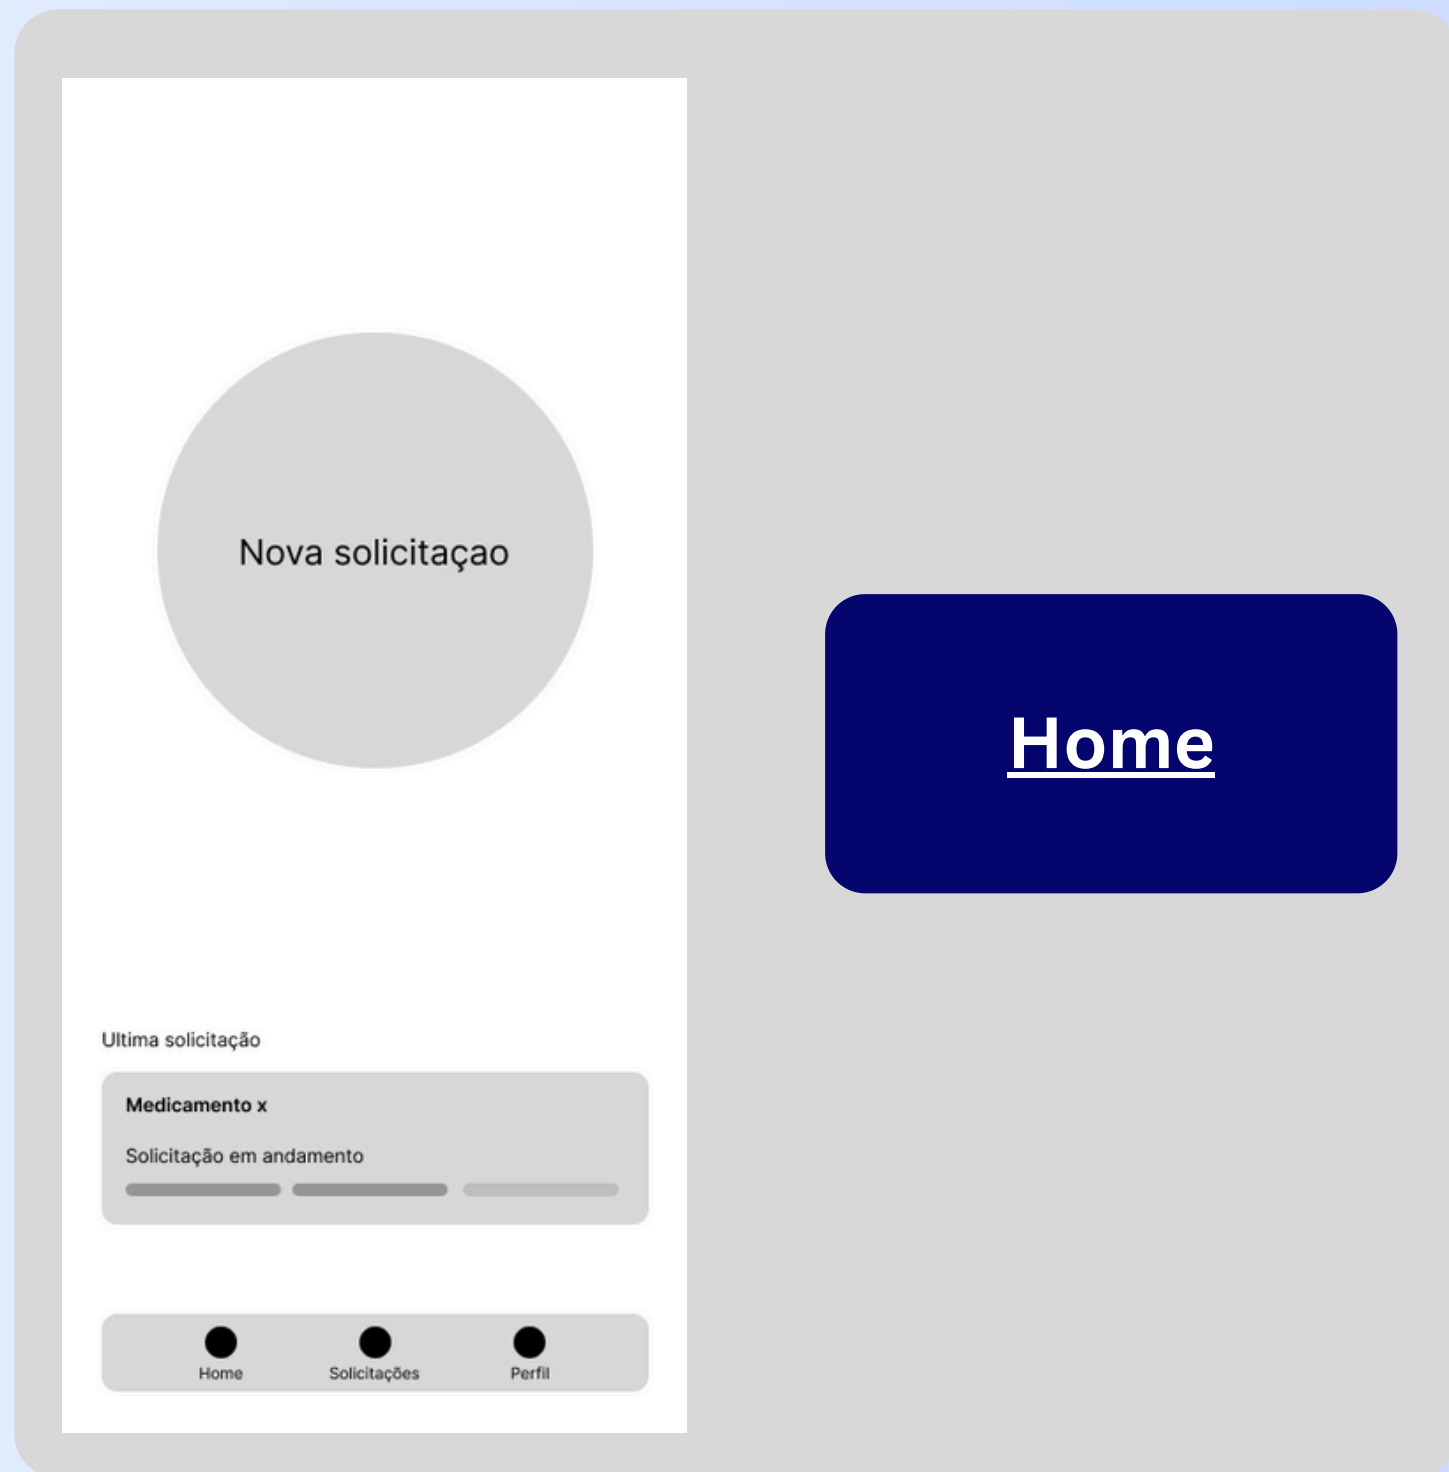 Nova solicitaçao
Home
Ultima solicitação
Medicamento x
Solicitação em andamento
Home
Solicitações
Perfil